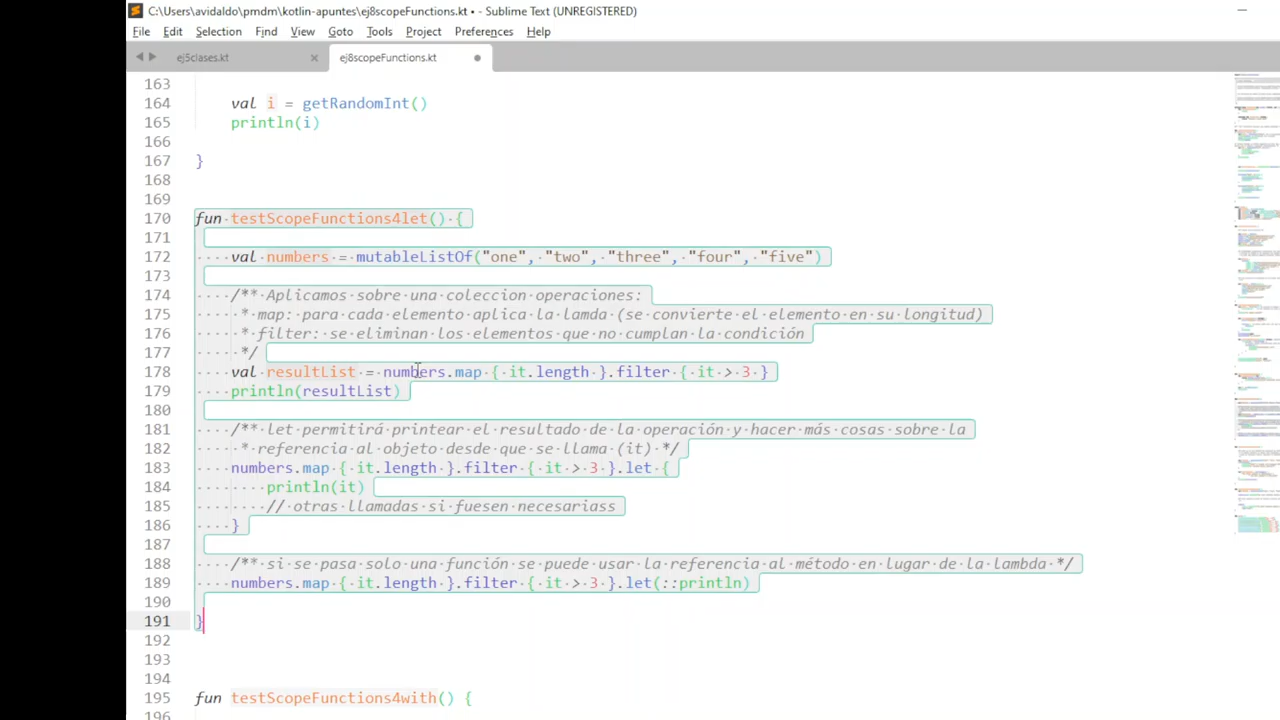 C:\Users\avidaldo\pmdm\kotlin-apuntes\ej8scopeFunctions.kt • - Sublime Text (UNREGISTERED)
File Edit Selection Find View Goto Tools Project Preferences Help
ej5clases.kt × ej8scopeFunctions.kt
163
164 val i = getRandomInt()
165 println(i)
166
167 }
168
169
170 fun testScopeFunctions4let() {
171
172 val numbers = mutableListOf("one", "two", "three", "four", "five")
173
174 /** Aplicamos sobre una coleccion operaciones:
175 * map: para cada elemento aplica la lamda (se convierte el elemento en su longitud)
176 * filter: se eliminan los elementos que no cumplan la condición
177 */
178 val resultList = numbers.map { it.length }.filter { it > 3 }
179 println(resultList)
180
181 /** let permitirá printear el resultado de la operación y hacer más cosas sobre la
182 * referencia al objeto desde que se llama (it) */
183 numbers.map { it.length }.filter { it > 3 }.let {
184 println(it)
185 // tras llamadas si fuesen necesariass
186 }
187
188 /** si se pasa solo una función se puede usar la referencia al método en lugar de la lambda */
189 numbers.map { it.length }.filter { it > 3 }.let(::println)
190
191 }
192
193
194
195 fun testScopeFunctions4with() {
196